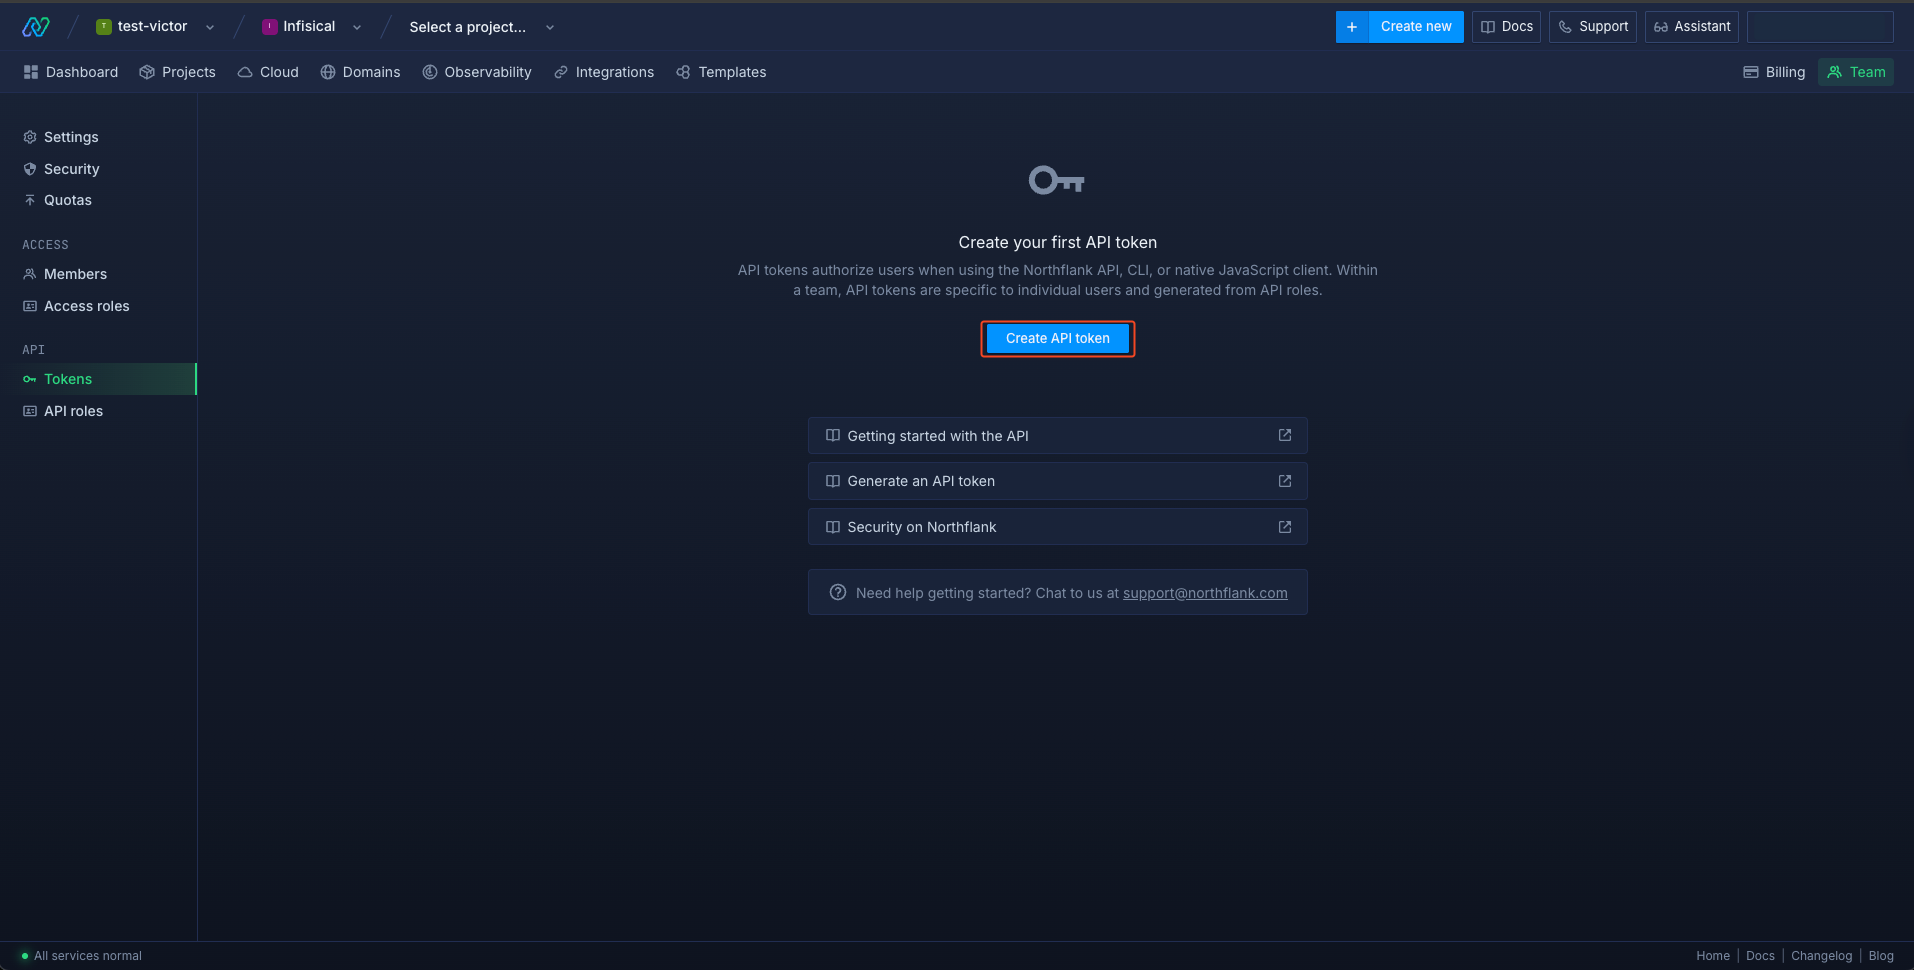 T test-victor
I Infisical
Select a project...
+ Create new
Docs
Support
Assistant
Dashboard
Projects
Cloud
Domains
Observability
Integrations
Templates
Billing
Team
Settings
Security
Quotas
ACCESS
Members
Access roles
API
Tokens
API roles
Create your first API token
API tokens authorize users when using the Northflank API, CLI, or native JavaScript client. Within
a team, API tokens are specific to individual users and generated from API roles.
Create API token
Getting started with the API
Generate an API token
Security on Northflank
Need help getting started? Chat to us at support@northflank.com
All services normal
Home | Docs | Changelog | Blog